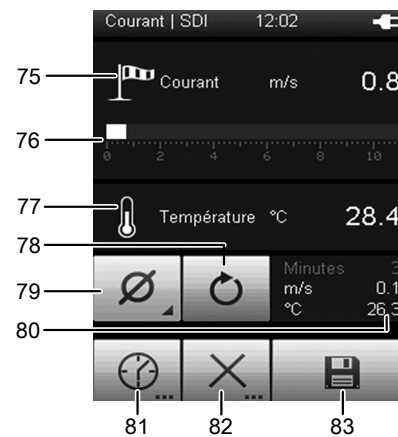 Courant | SDI 12:02
75 Courant m/s 0.8
76
0 2 4 6 8 10
77 Température °C 28.4
78
79 Minutes 3
m/s 0.1
80 °C 26.3
81 82 83